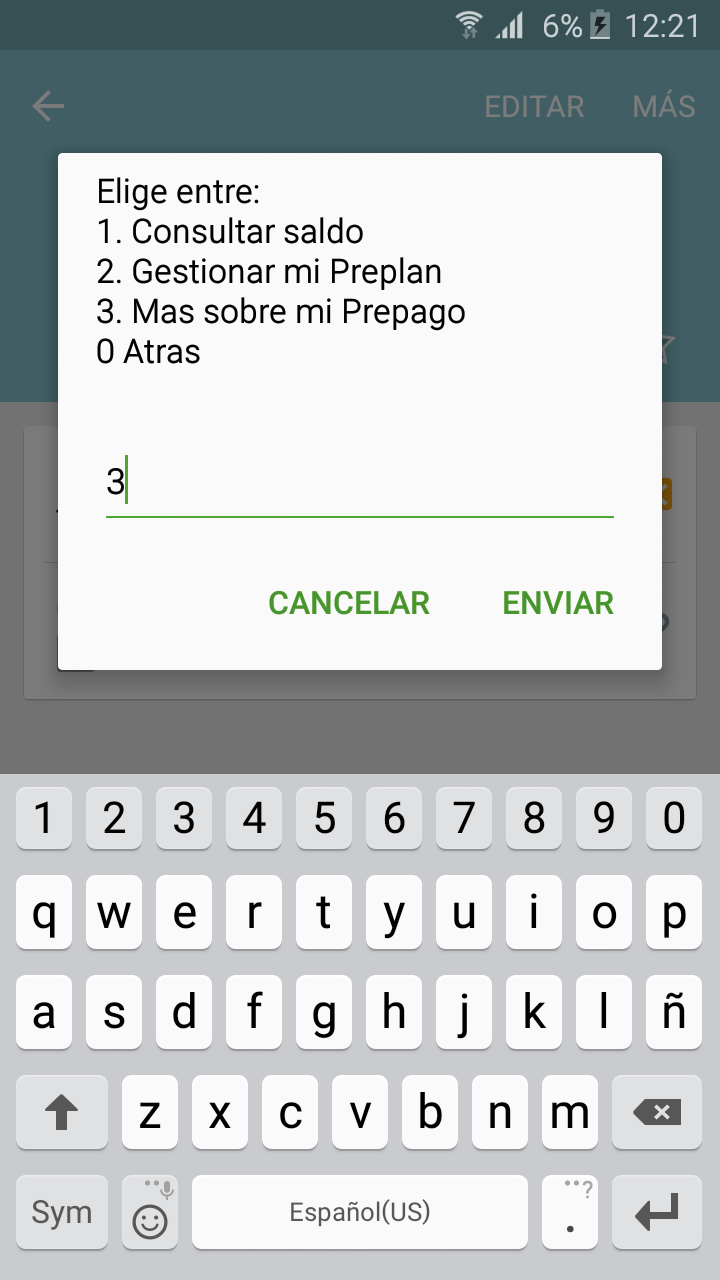 6% 12:21
EDITAR MÁS
Elige entre:
1. Consultar saldo
2. Gestionar mi Preplan
3. Mas sobre mi Prepago
0 Atras
3
CANCELAR ENVIAR
1 2 3 4 5 6 7 8 9 0
q w e r t y u i o p
a s d f g h j k l ñ
z x c v b n m
Sym Español(US) . ?